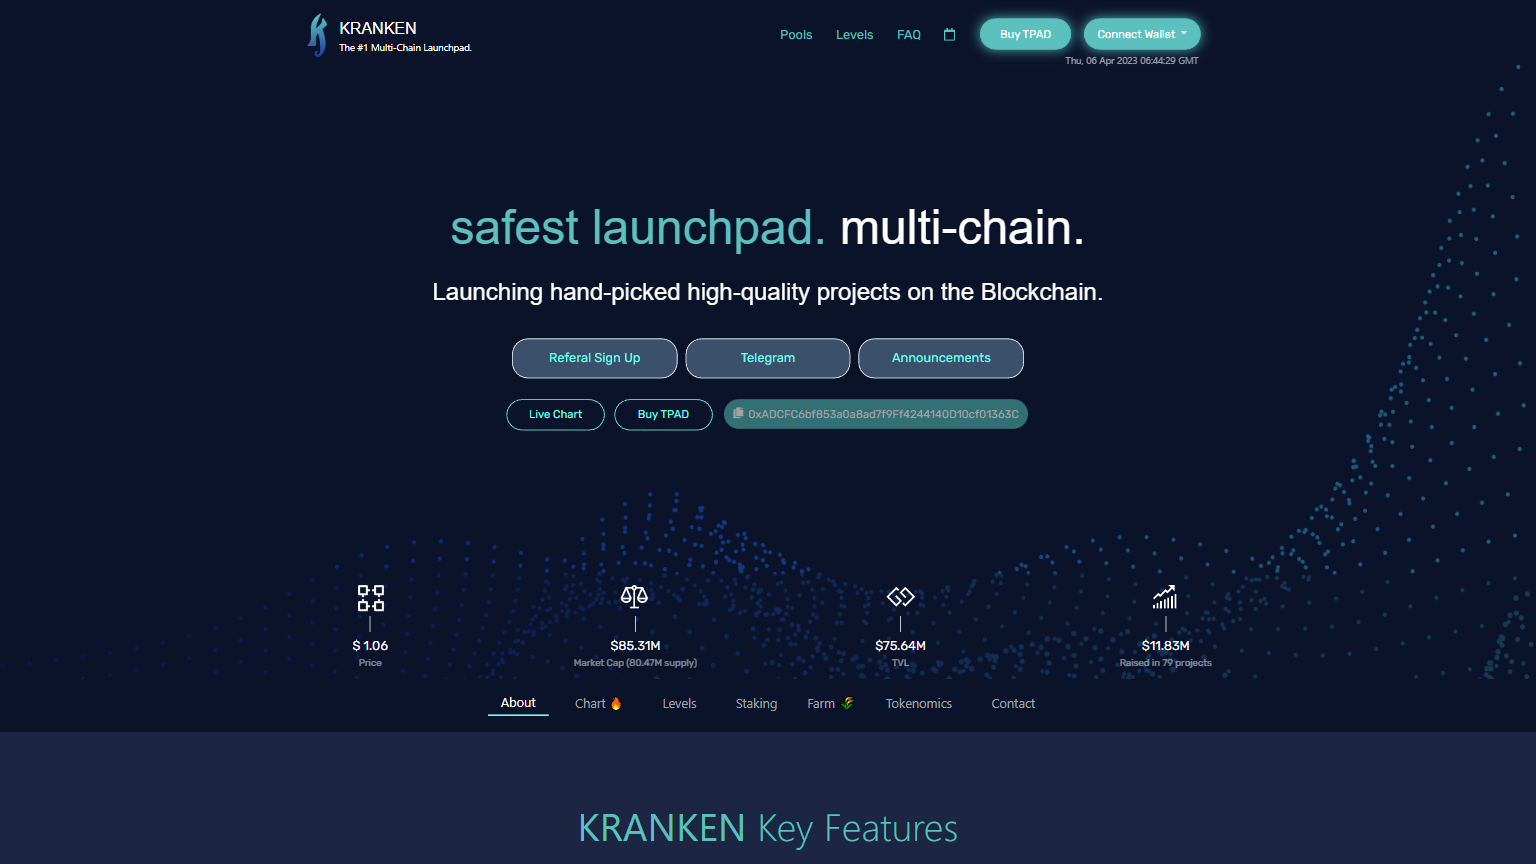 KRANKEN
The #1 Multi-Chain Launchpad.
Pools Levels FAQ Buy TPAD Connect Wallet
Thu, 06 Apr 2023 06:44:29 GMT
safest launchpad. multi-chain.
Launching hand-picked high-quality projects on the Blockchain.
Referal Sign Up Telegram Announcements
Live Chart Buy TPAD 0xADCFC6bf853a0a8ad7f9Ff4244140D10cf01363C
$ 1.06 $85.31M $75.64M $11.83M
Price Market Cap (80.47M supply) TVL Raised in 79 projects
About Chart 🔥 Levels Staking Farm 🌾 Tokenomics Contact
KRANKEN Key Features